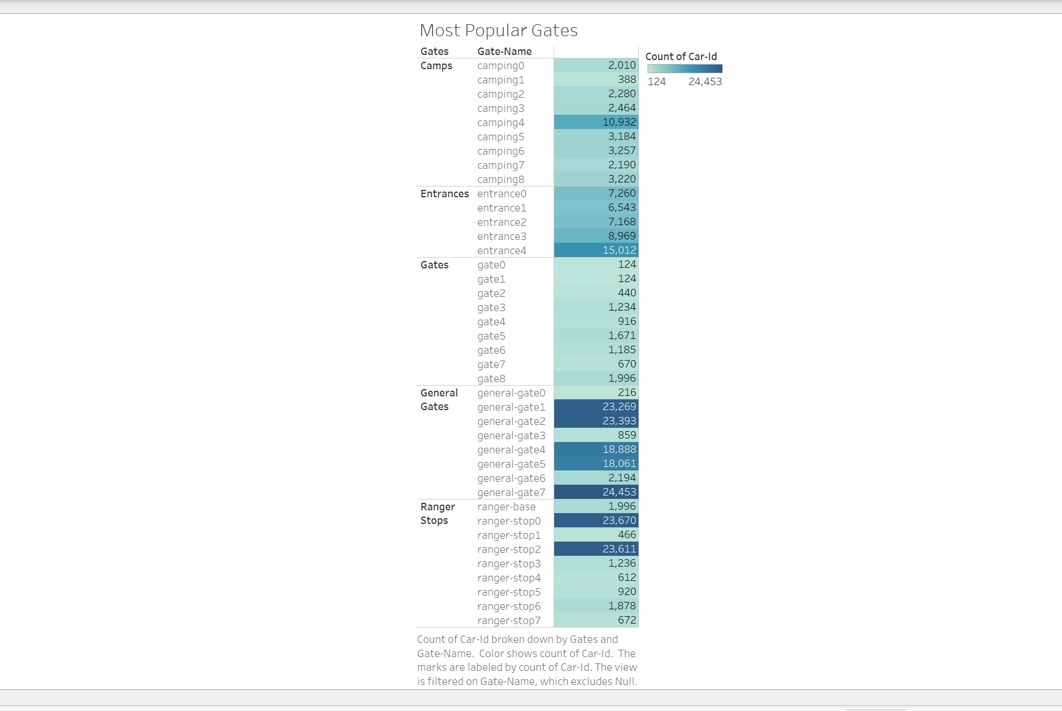 Most Popular Gates
Gates Gate-Name
Camps camping0 2,010
camping1 388
camping2 2,280
camping3 2,464
camping4 10,932
camping5 3,184
camping6 3,257
camping7 2,190
camping8 3,220
Entrances entrance0 7,260
entrance1 6,543
entrance2 7,168
entrance3 8,969
entrance4 15,012
Gates gate0 124
gate1 124
gate2 440
gate3 1,234
gate4 916
gate5 1,671
gate6 1,185
gate7 670
gate8 1,996
General general-gate0 216
Gates general-gate1 23,269
general-gate2 23,393
general-gate3 859
general-gate4 18,888
general-gate5 18,061
general-gate6 2,194
general-gate7 24,453
Ranger ranger-base 1,996
Stops ranger-stop0 23,670
ranger-stop1 466
ranger-stop2 23,611
ranger-stop3 1,236
ranger-stop4 612
ranger-stop5 920
ranger-stop6 1,878
ranger-stop7 672
Count of Car-Id
124 24,453
Count of Car-Id broken down by Gates and
Gate-Name. Color shows count of Car-Id. The
marks are labeled by count of Car-Id. The view
is filtered on Gate-Name, which excludes Null.